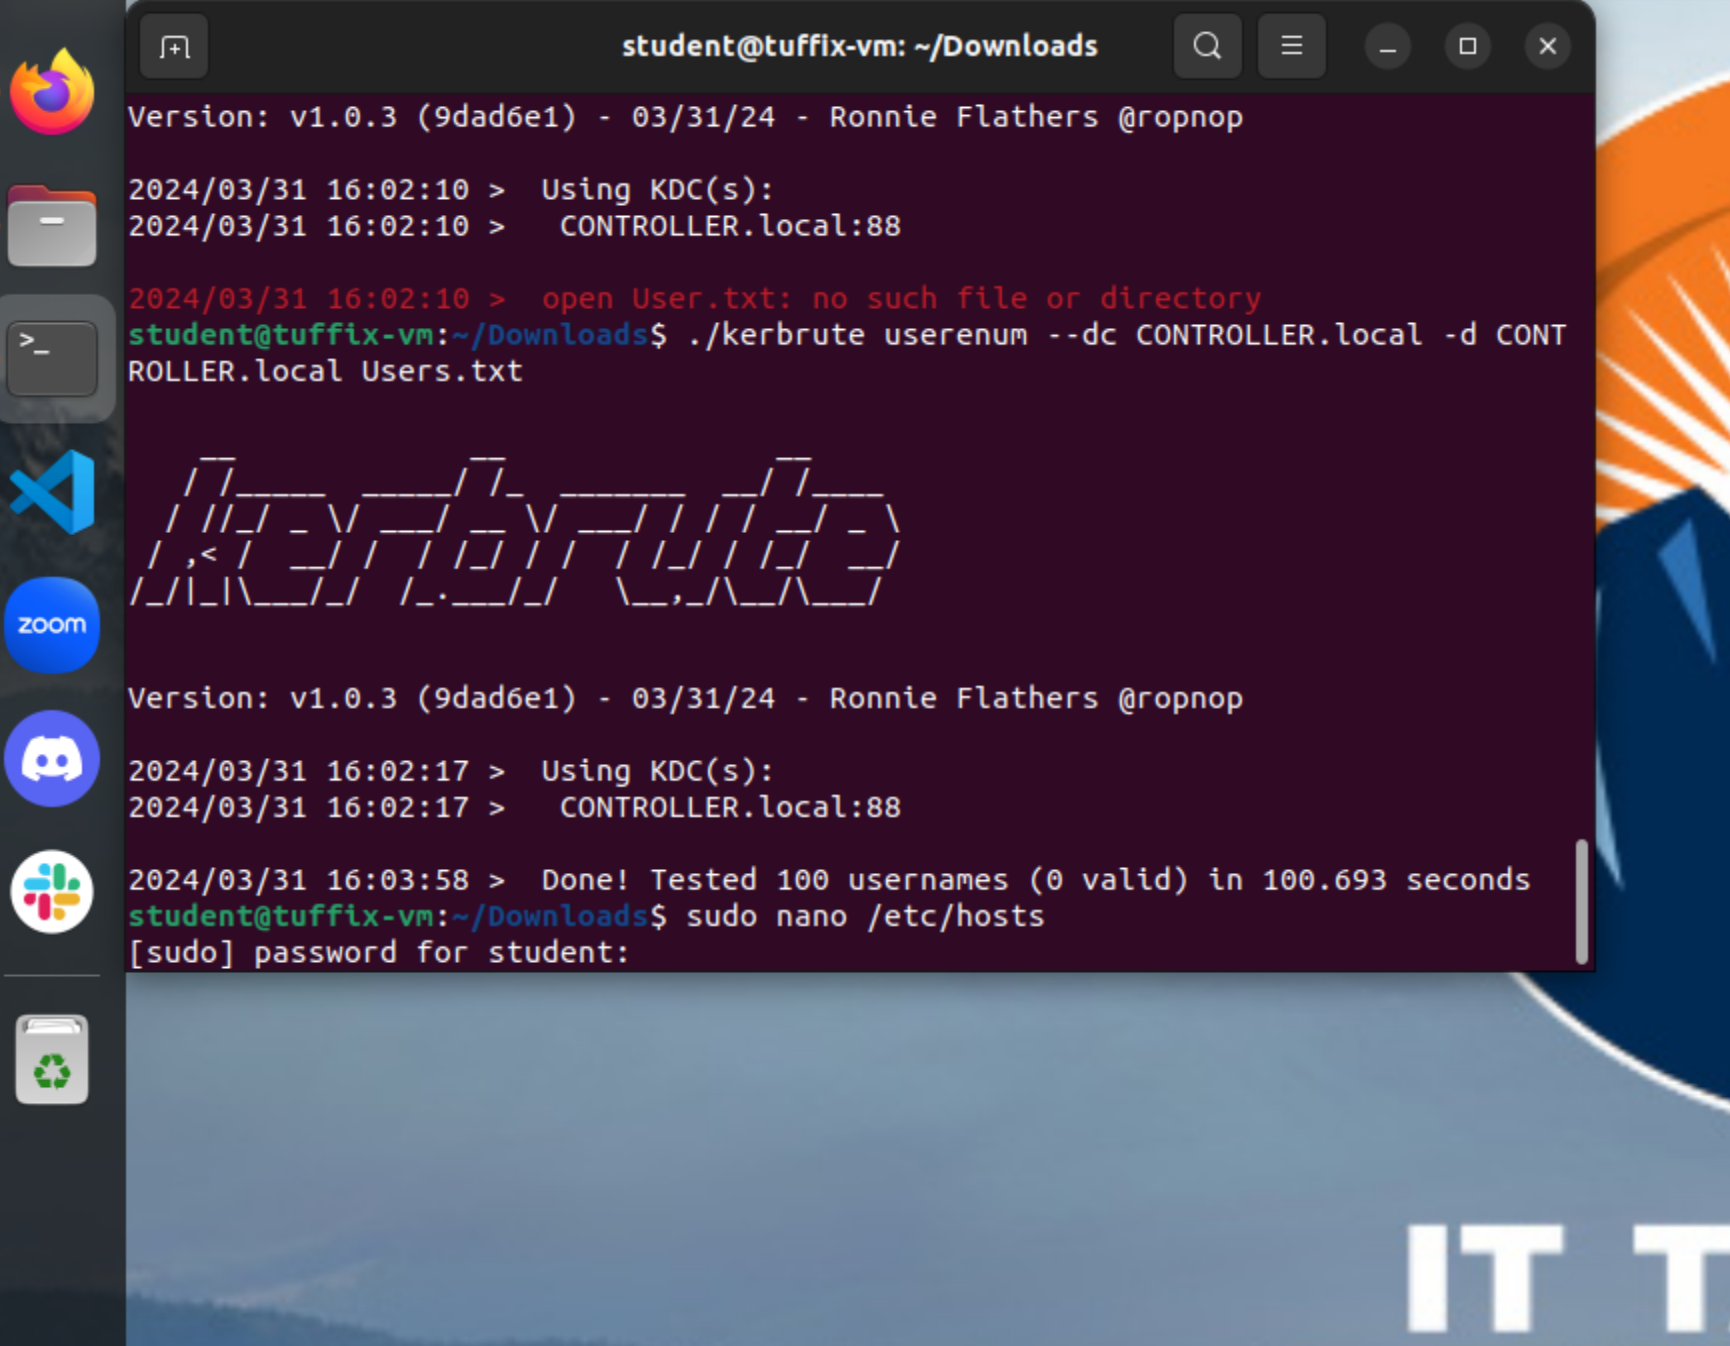 student@tuffix-vm: ~/Downloads
Version: v1.0.3 (9dad6e1) - 03/31/24 - Ronnie Flathers @ropnop
2024/03/31 16:02:10 >  Using KDC(s):
2024/03/31 16:02:10 >   CONTROLLER.local:88
2024/03/31 16:02:10 >  open User.txt: no such file or directory
student@tuffix-vm:~/Downloads$ ./kerbrute userenum --dc CONTROLLER.local -d CONT
ROLLER.local Users.txt
kerbrute
Version: v1.0.3 (9dad6e1) - 03/31/24 - Ronnie Flathers @ropnop
2024/03/31 16:02:17 >  Using KDC(s):
2024/03/31 16:02:17 >   CONTROLLER.local:88
2024/03/31 16:03:58 >  Done! Tested 100 usernames (0 valid) in 100.693 seconds
student@tuffix-vm:~/Downloads$ sudo nano /etc/hosts
[sudo] password for student:
zoom
IT